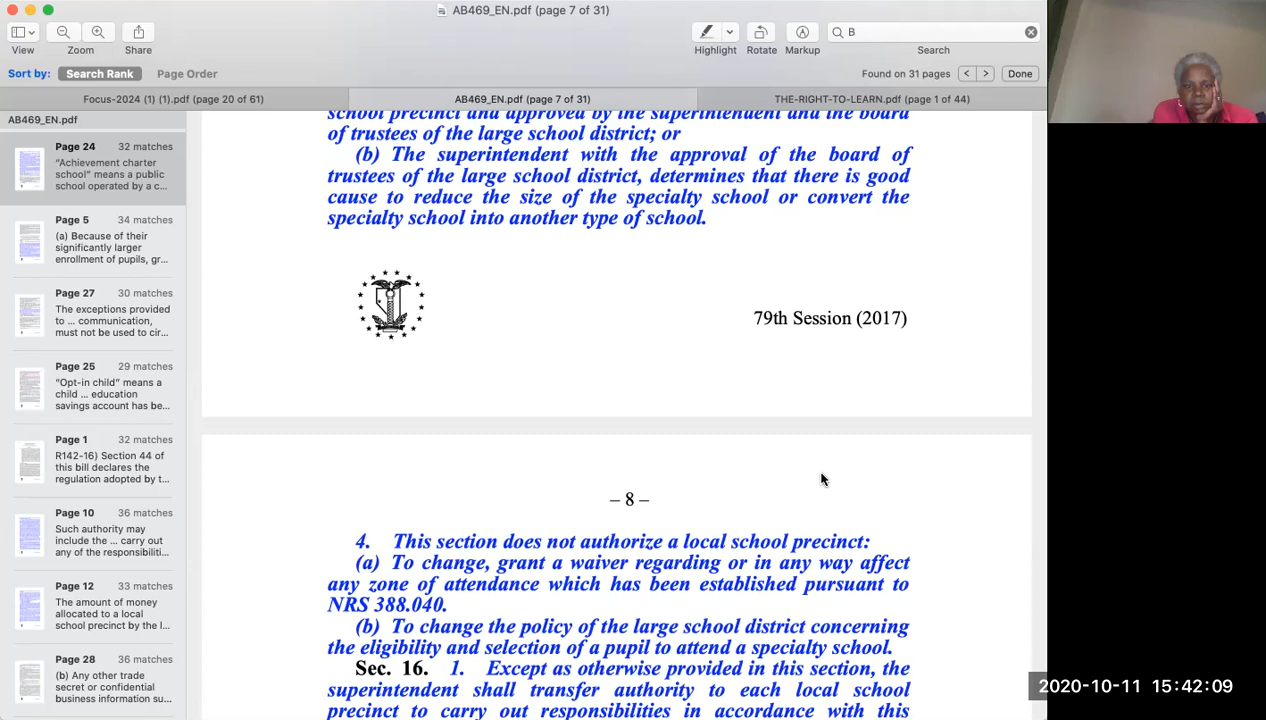 AB469_EN.pdf (page 7 of 31)
View
Zoom
Share
Highlight
Rotate
Markup
B
Search
Sort by:
Search Rank
Page Order
Found on 31 pages
Done
Focus-2024 (1) (1).pdf (page 20 of 61)
AB469_EN.pdf (page 7 of 31)
THE-RIGHT-TO-LEARN.pdf (page 1 of 44)
AB469_EN.pdf
Page 24 32 matches
“Achievement charter
school” means a public
school operated by a c...
Page 5 34 matches
(a) Because of their
significantly larger
enrollment of pupils, gr...
Page 27 30 matches
The exceptions provided
to ... communication,
must not be used to cir...
Page 25 29 matches
“Opt-in child” means a
child ... education
savings account has be...
Page 1 32 matches
R142-16) Section 44 of
this bill declares the
regulation adopted by t...
Page 10 36 matches
Such authority may
include the ... carry out
any of the responsibiliti...
Page 12 33 matches
The amount of money
allocated to a local
school precinct by the l...
Page 28 36 matches
(b) Any other trade
secret or confidential
business information su...
school precinct and approved by the superintendent and the board
of trustees of the large school district; or
(b) The superintendent with the approval of the board of
trustees of the large school district, determines that there is good
cause to reduce the size of the specialty school or convert the
specialty school into another type of school.
79th Session (2017)
– 8 –
4. This section does not authorize a local school precinct:
(a) To change, grant a waiver regarding or in any way affect
any zone of attendance which has been established pursuant to
NRS 388.040.
(b) To change the policy of the large school district concerning
the eligibility and selection of a pupil to attend a specialty school.
Sec. 16. 1. Except as otherwise provided in this section, the
superintendent shall transfer authority to each local school
precinct to carry out responsibilities in accordance with this
2020-10-11 15:42:09